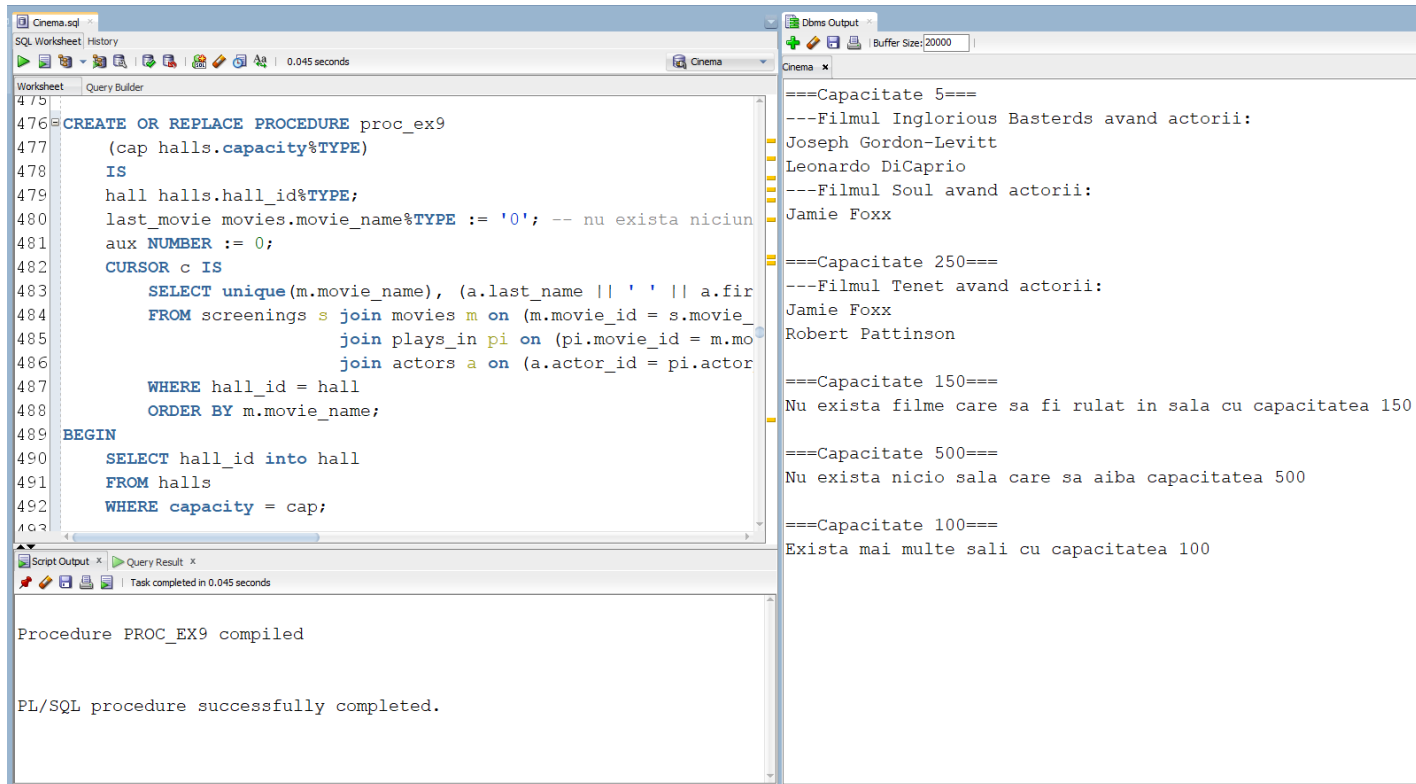 Cinema.sql
SQL Worksheet History
0.045 seconds
Cinema
Worksheet Query Builder
475
476 CREATE OR REPLACE PROCEDURE proc_ex9
477 (cap halls.capacity%TYPE)
478 IS
479 hall halls.hall_id%TYPE;
480 last_movie movies.movie_name%TYPE := '0'; -- nu exista niciun
481 aux NUMBER := 0;
482 CURSOR c IS
483 SELECT unique(m.movie_name), (a.last_name || ' ' || a.fir
484 FROM screenings s join movies m on (m.movie_id = s.movie_
485 join plays_in pi on (pi.movie_id = m.mo
486 join actors a on (a.actor_id = pi.actor
487 WHERE hall_id = hall
488 ORDER BY m.movie_name;
489 BEGIN
490 SELECT hall_id into hall
491 FROM halls
492 WHERE capacity = cap;
493
Script Output x Query Result x
Task completed in 0.045 seconds
Procedure PROC_EX9 compiled
PL/SQL procedure successfully completed.
Dbms Output
Buffer Size: 20000
Cinema x
===Capacitate 5===
---Filmul Inglorious Basterds avand actorii:
Joseph Gordon-Levitt
Leonardo DiCaprio
---Filmul Soul avand actorii:
Jamie Foxx
===Capacitate 250===
---Filmul Tenet avand actorii:
Jamie Foxx
Robert Pattinson
===Capacitate 150===
Nu exista filme care sa fi rulat in sala cu capacitatea 150
===Capacitate 500===
Nu exista nicio sala care sa aiba capacitatea 500
===Capacitate 100===
Exista mai multe sali cu capacitatea 100